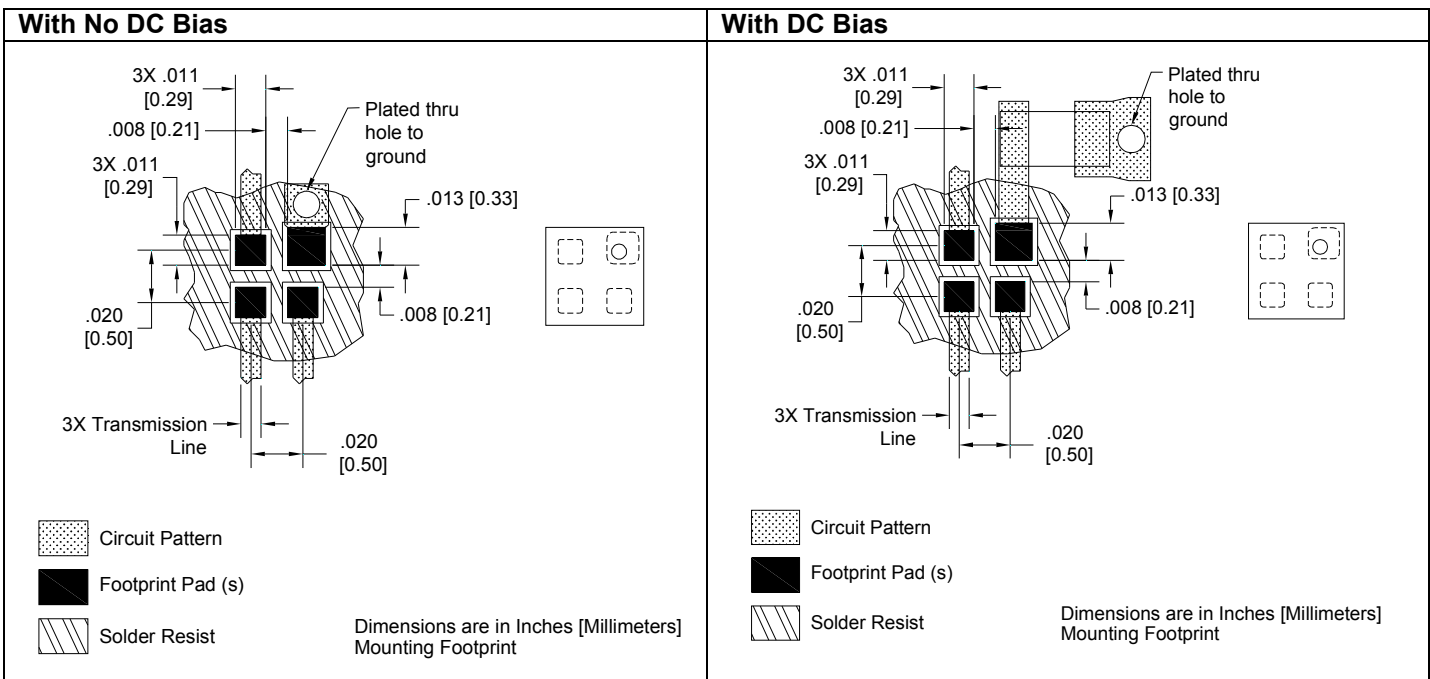 With No DC Bias
3X .011
[0.29]
Plated thru
hole to
ground
.008 [0.21]
3X .011
[0.29]
.013 [0.33]
.020
[0.50]
.008 [0.21]
3X Transmission
Line
.020
[0.50]
Circuit Pattern
Footprint Pad (s)
Solder Resist
Dimensions are in Inches [Millimeters]
Mounting Footprint
With DC Bias
3X .011
[0.29]
Plated thru
hole to
ground
.008 [0.21]
3X .011
[0.29]
.013 [0.33]
.020
[0.50]
.008 [0.21]
3X Transmission
Line
.020
[0.50]
Circuit Pattern
Footprint Pad (s)
Solder Resist
Dimensions are in Inches [Millimeters]
Mounting Footprint